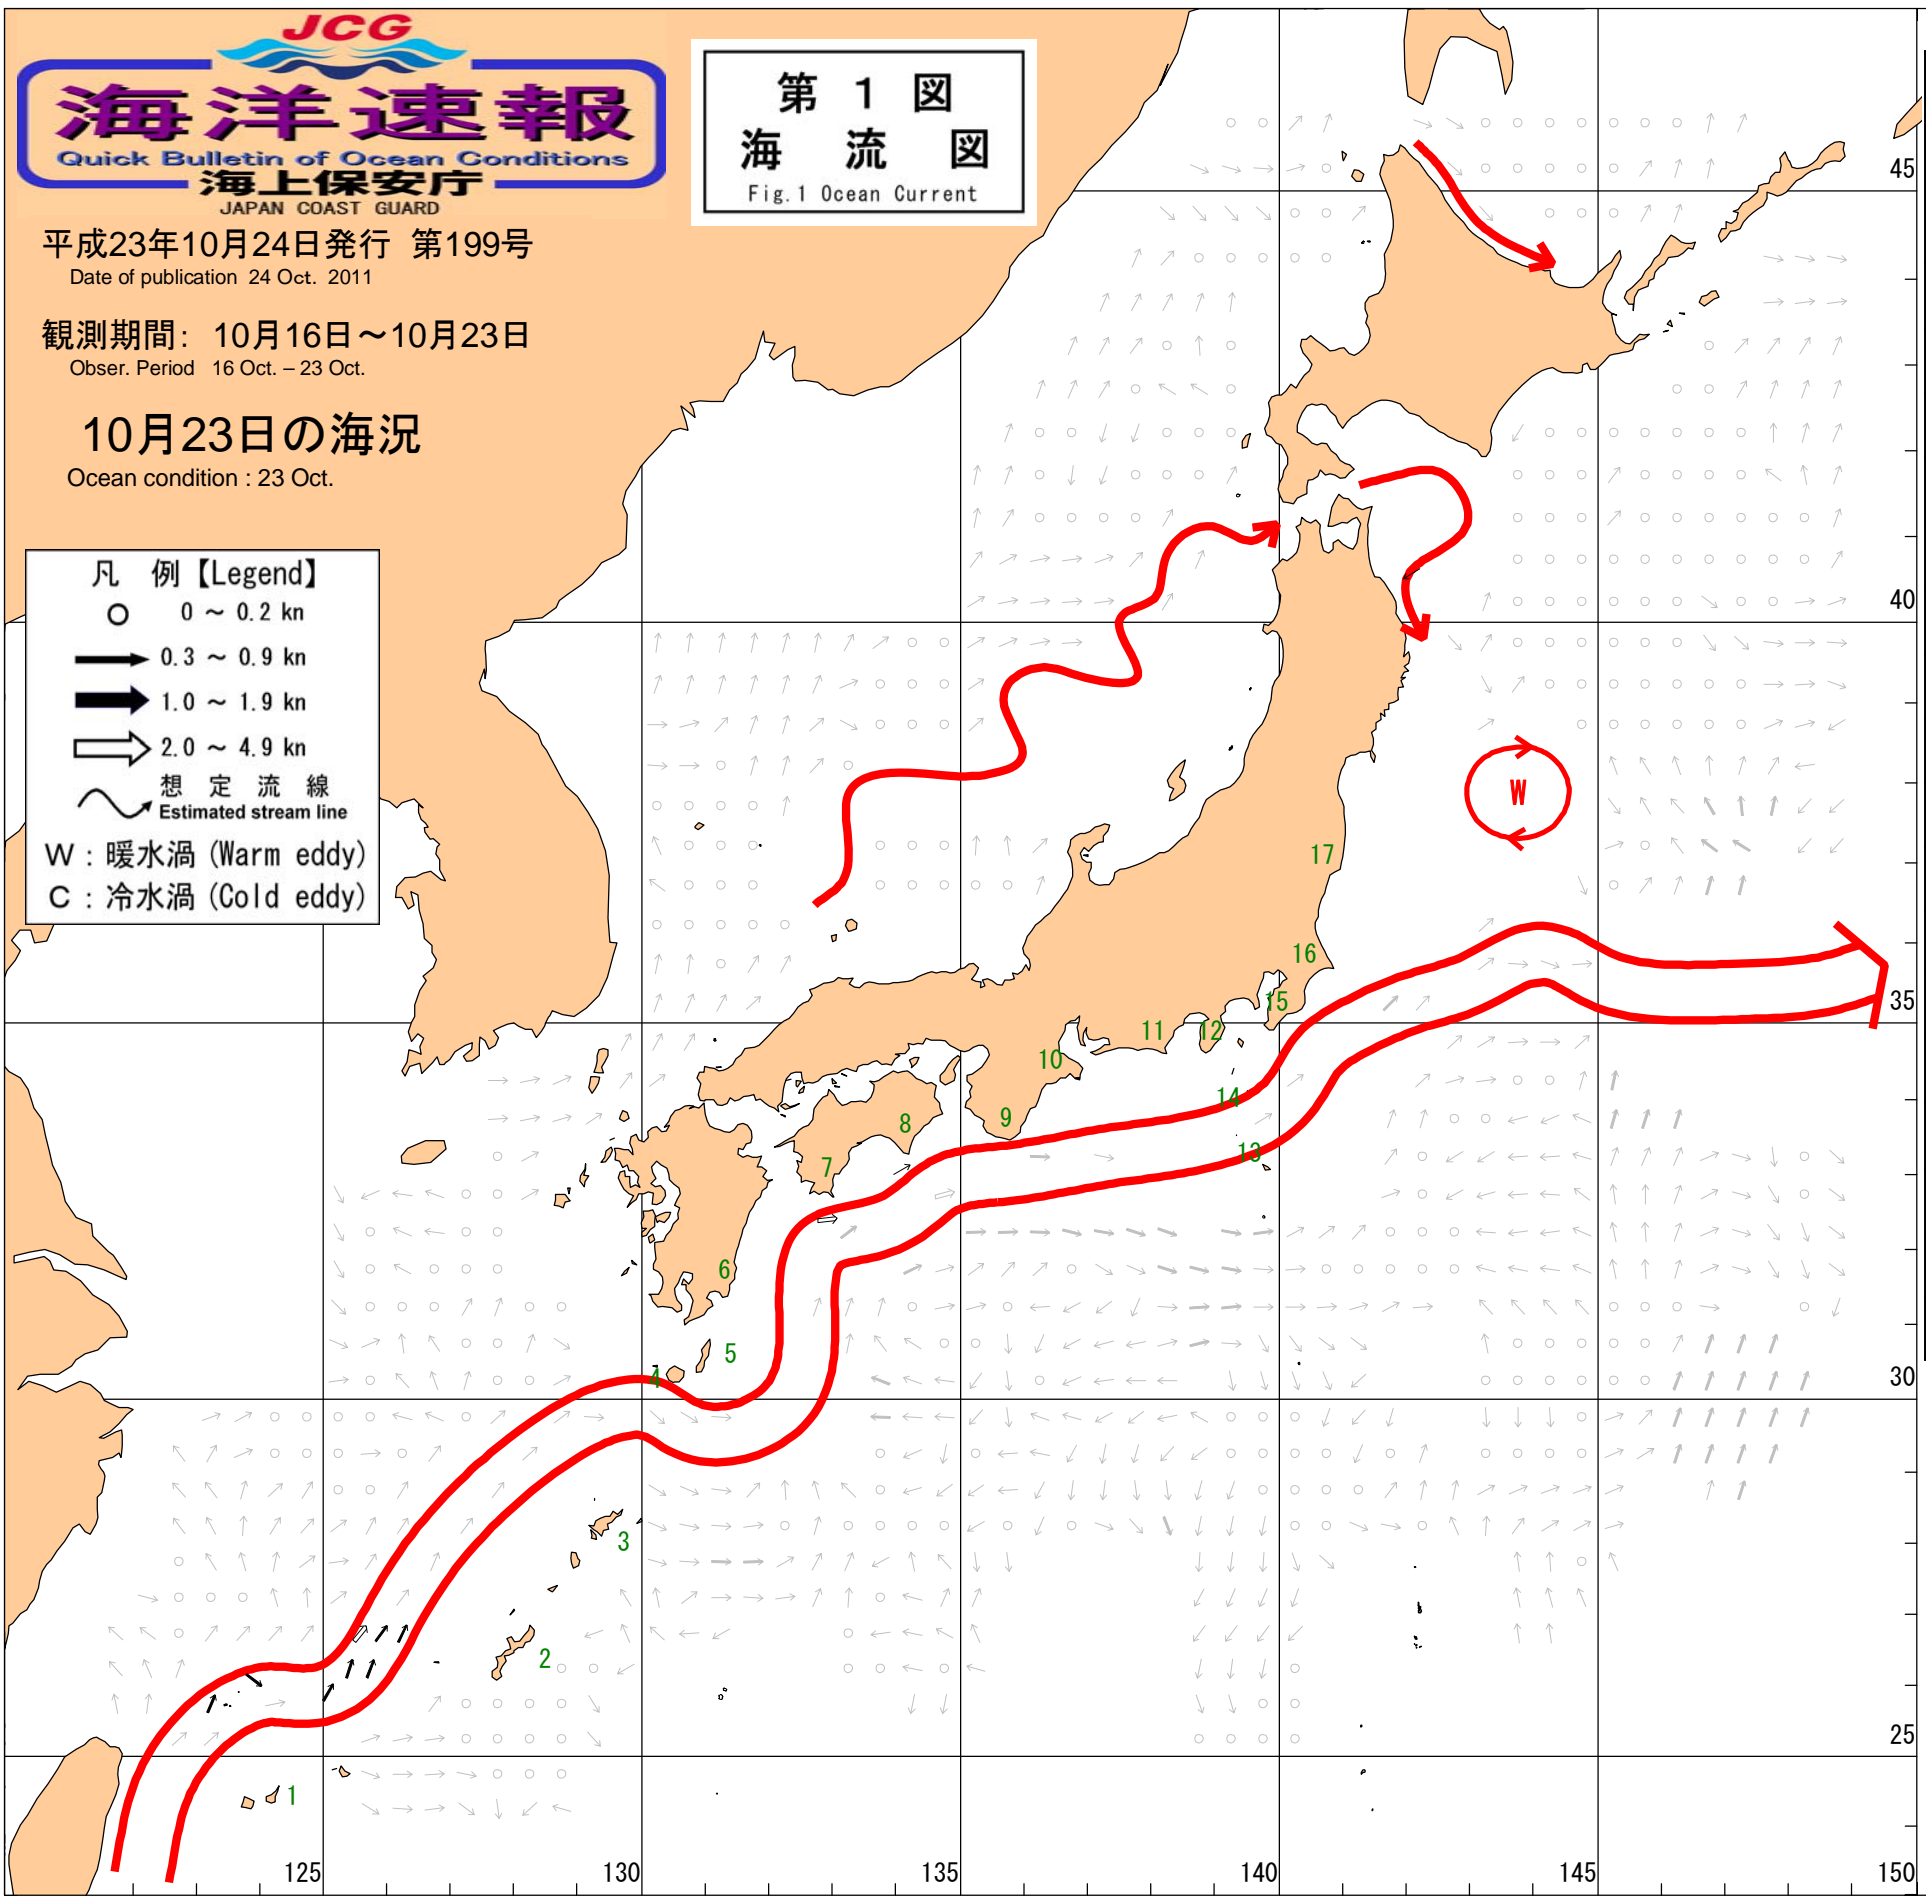 JCG
海洋速報
Quick Bulletin of Ocean Conditions
海上保安庁
JAPAN COAST GUARD
平成23年10月24日発行 第199号
Date of publication 24 Oct. 2011
観測期間: 10月16日～10月23日
Obser. Period 16 Oct. – 23 Oct.
10月23日の海況
Ocean condition : 23 Oct.
第 1 図
海 流 図
Fig.1 Ocean Current
凡 例【Legend】
0 ～ 0.2 kn
0.3 ～ 0.9 kn
1.0 ～ 1.9 kn
2.0 ～ 4.9 kn
想 定 流 線
Estimated stream line
W : 暖水渦 (Warm eddy)
C : 冷水渦 (Cold eddy)
45
40
W
17
16
15
35
11
12
10
14
9
8
13
7
6
5
4
30
3
2
25
1
125
130
135
140
145
150